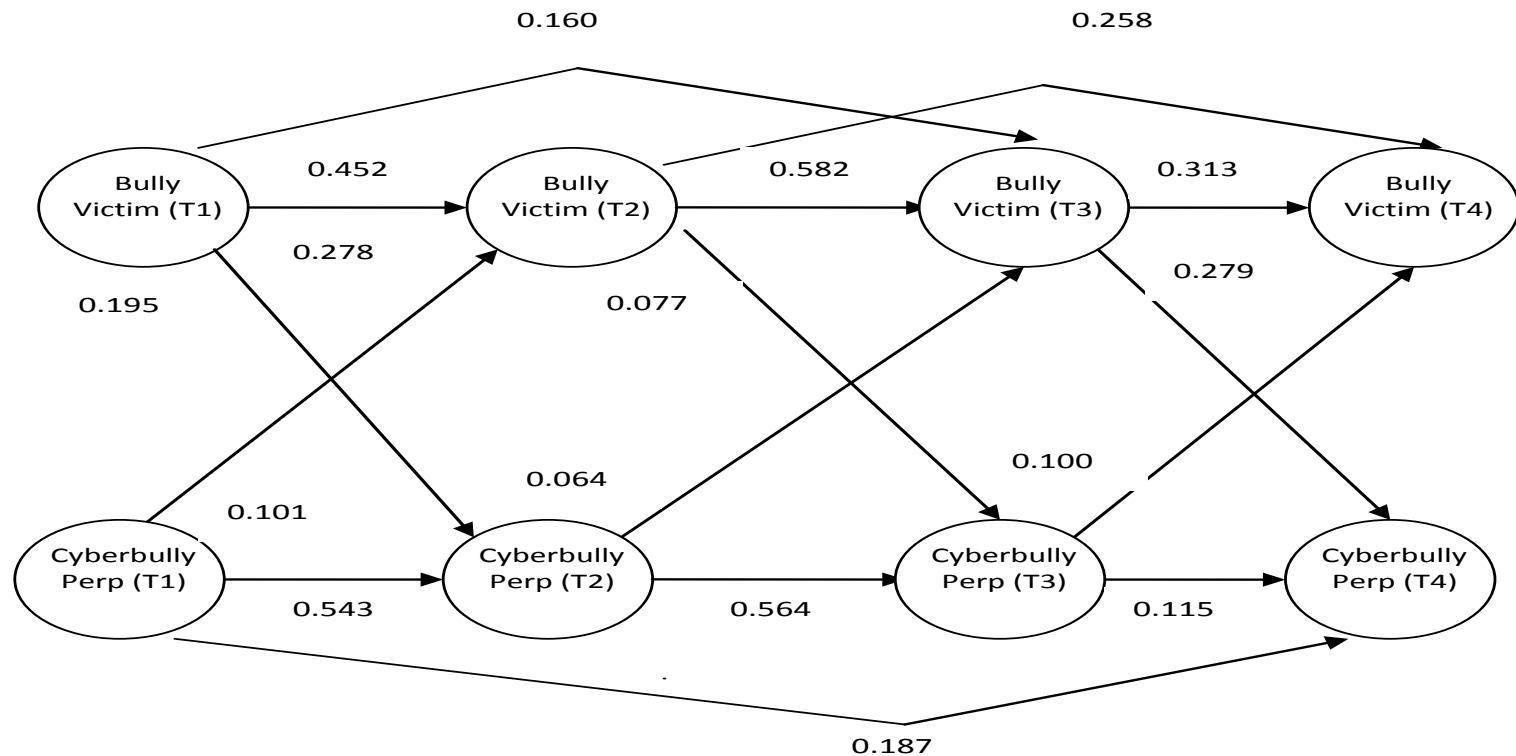 0.160
0.258
0.452
0.582
0.313
Bully
Victim (T1)
Bully
Victim (T2)
Bully
Victim (T3)
Bully
Victim (T4)
0.278
0.279
0.195
0.077
0.100
0.064
0.101
Cyberbully
Perp (T1)
Cyberbully
Perp (T2)
Cyberbully
Perp (T3)
Cyberbully
Perp (T4)
0.543
0.564
0.115
0.187